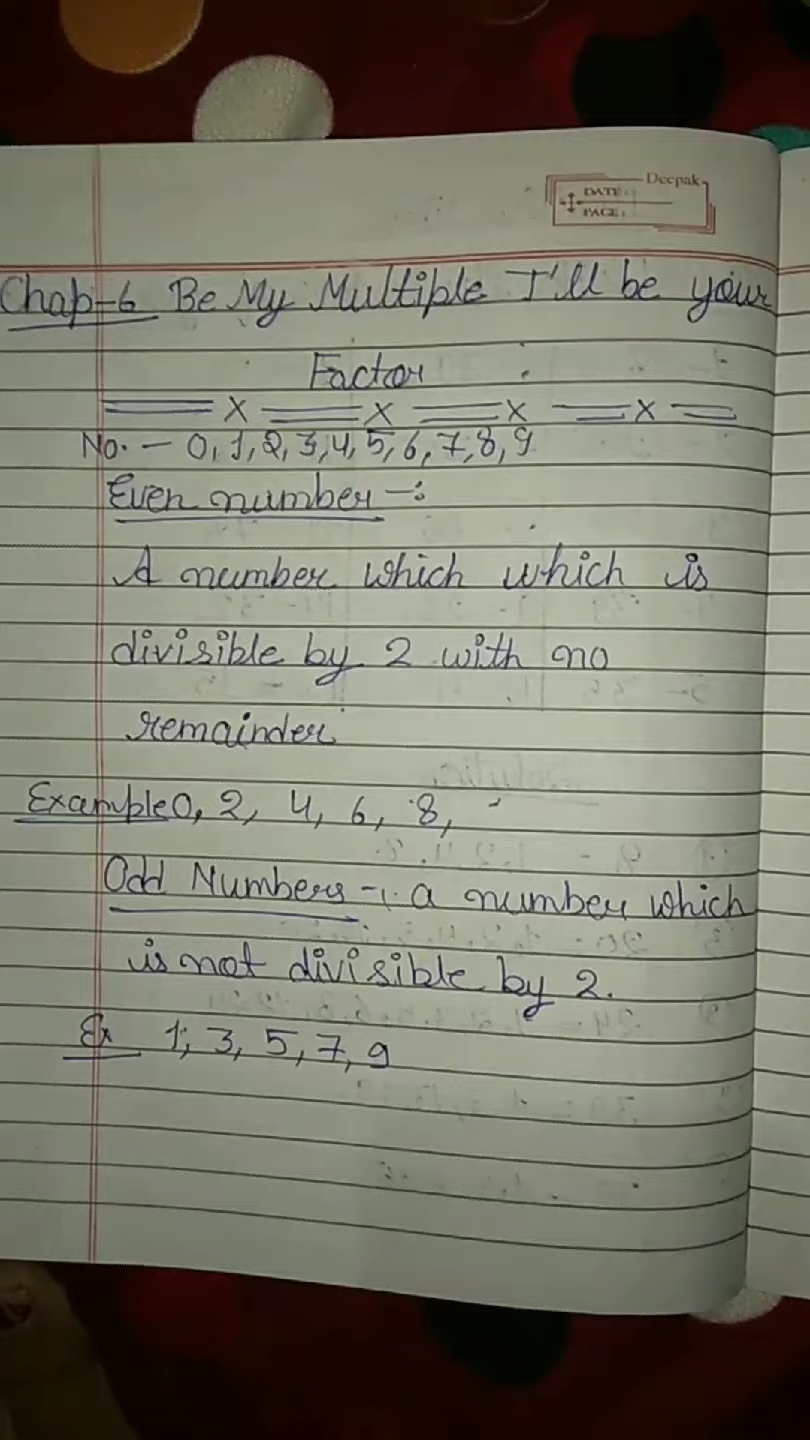 Deepak
DATE:
PAGE:
Chap-6 Be My Multiple I'll be your
Factor
No. - 0, 1, 2, 3, 4, 5, 6, 7, 8, 9
Even number -:
A number which which is
divisible by 2 with no
remainder
Example 0, 2, 4, 6, 8,
Odd Numbers -: a number which
is not divisible by 2.
Ex 1, 3, 5, 7, 9